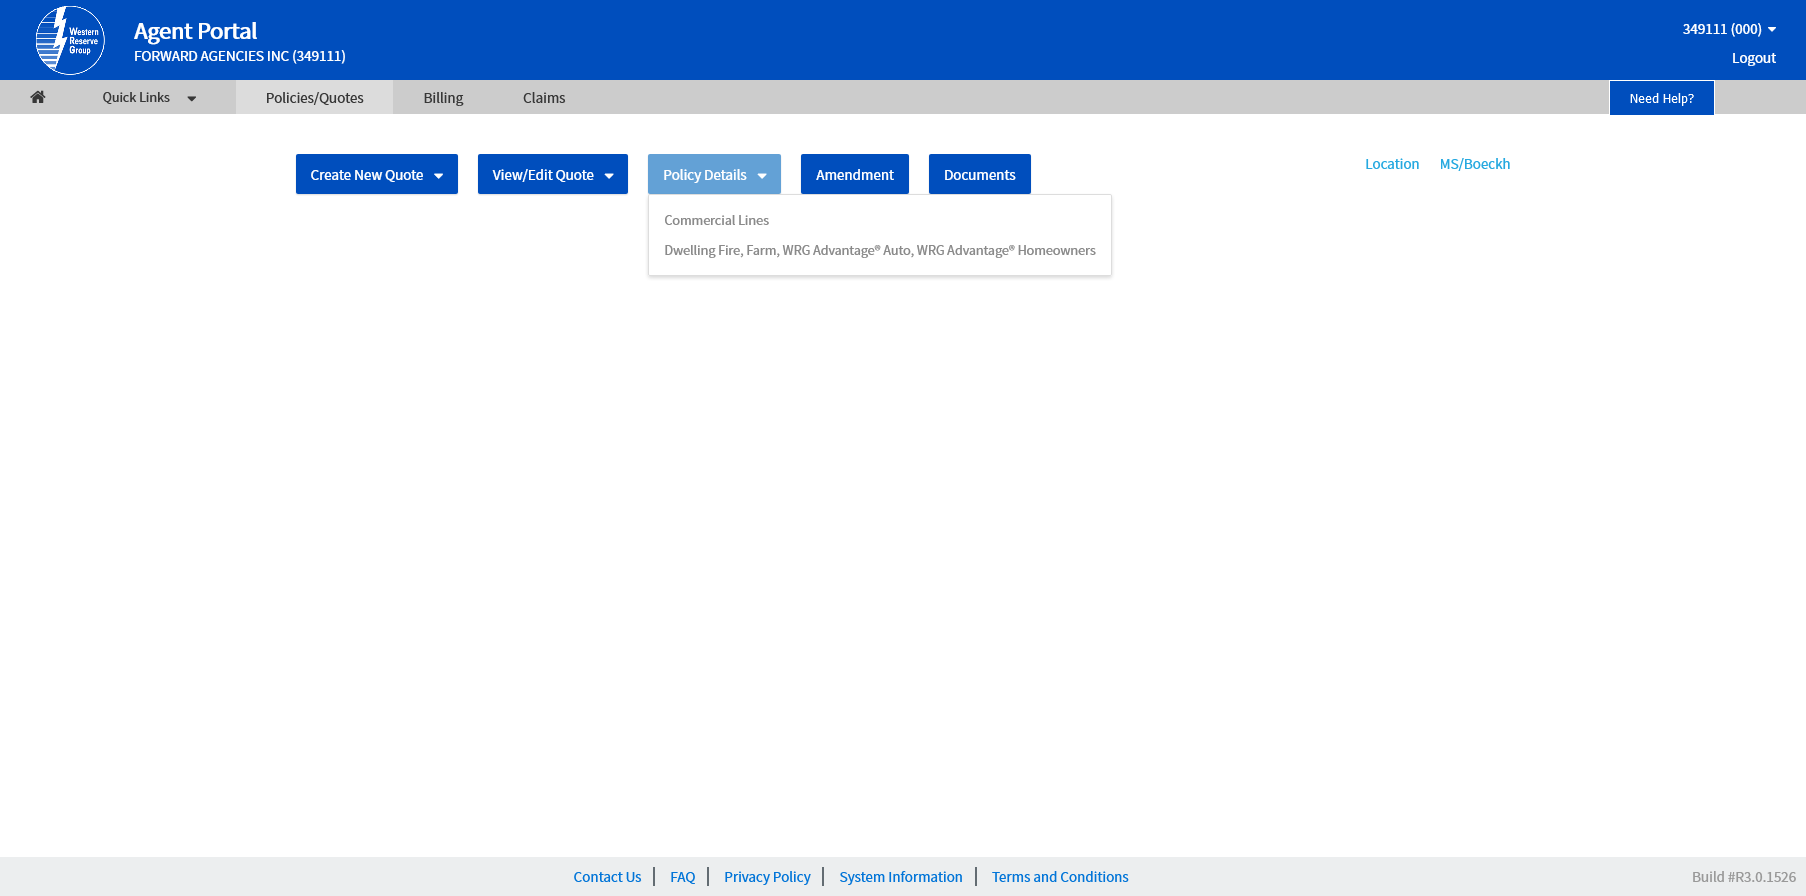 Western
Reserve
Group
Agent Portal
FORWARD AGENCIES INC (349111)
349111 (000)
Logout
Quick Links
Policies/Quotes
Billing
Claims
Need Help?
Create New Quote
View/Edit Quote
Policy Details
Amendment
Documents
Location
MS/Boeckh
Commercial Lines
Dwelling Fire, Farm, WRG Advantage® Auto, WRG Advantage® Homeowners
Contact Us
FAQ
Privacy Policy
System Information
Terms and Conditions
Build #R3.0.1526